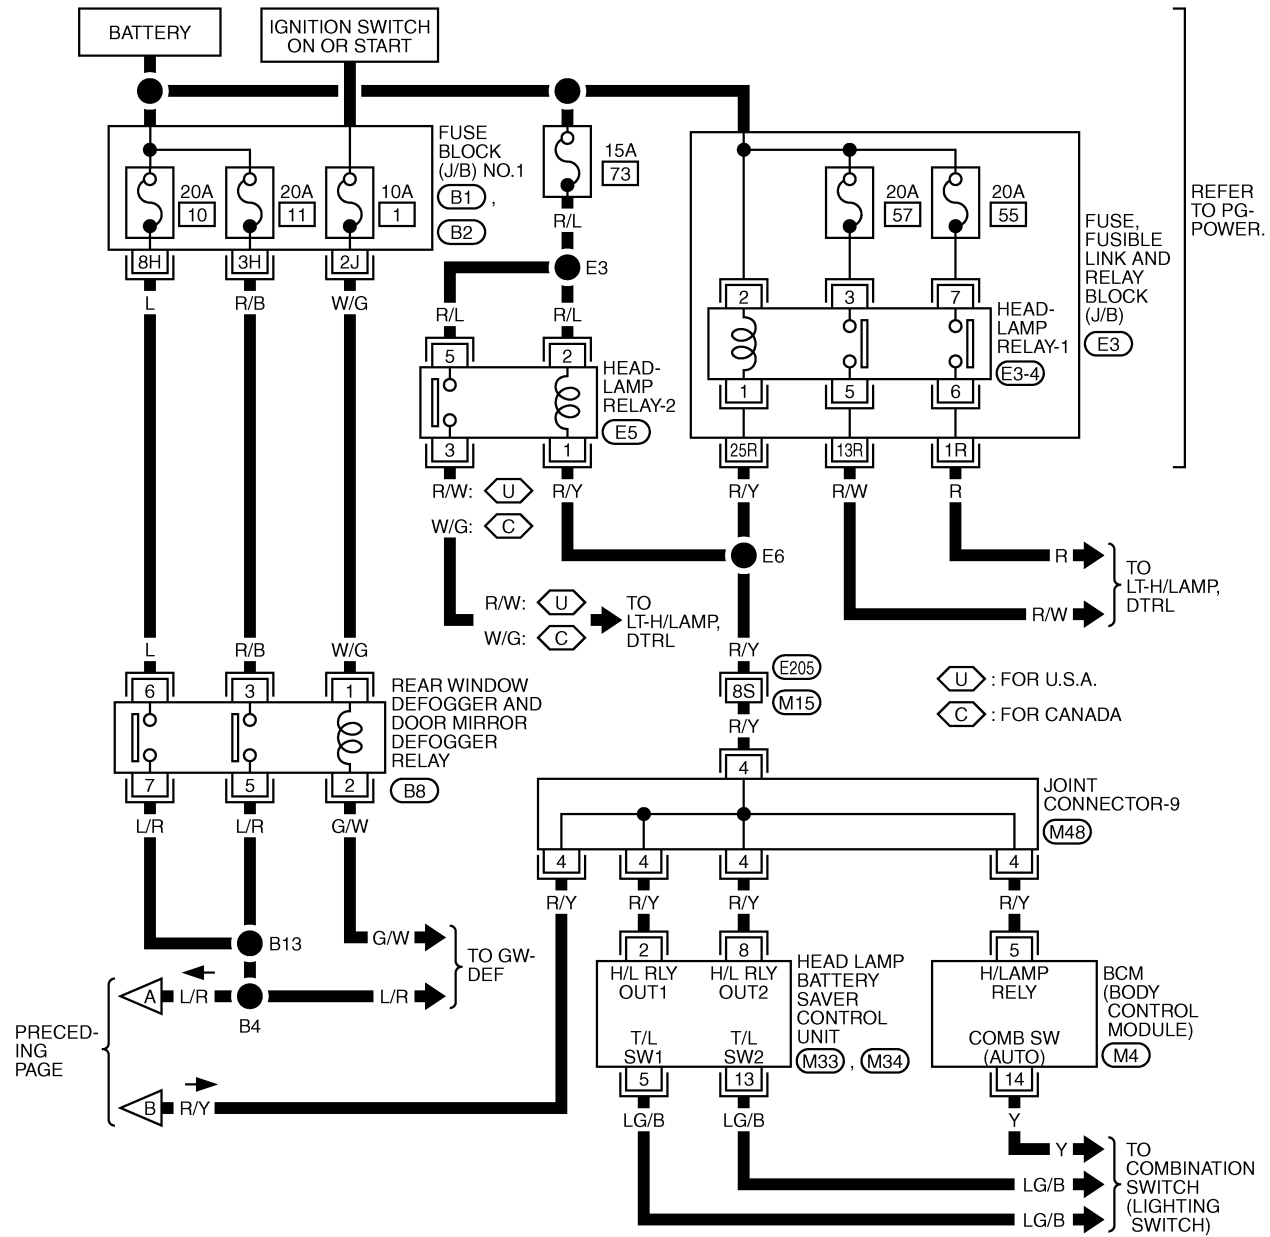 BATTERY
IGNITION SWITCH
ON OR START
FUSE
BLOCK
(J/B) NO.1
B1 ,
B2
20A
10
20A
11
10A
1
15A
73
20A
57
20A
55
REFER
TO PG-
POWER.
FUSE,
FUSIBLE
LINK AND
RELAY
BLOCK
(J/B)
E3
8H
3H
2J
L
R/B
W/G
R/L
E3
R/L
R/L
5
2
HEAD-
LAMP
RELAY-2
E5
3
1
2
3
7
HEAD-
LAMP
RELAY-1
E3-4
1
5
6
25R
13R
1R
R/W: U
W/G: C
R/Y
R/Y
R/W
R
E6
R
R/W
TO
LT-H/LAMP,
DTRL
R/W: U
W/G: C
TO
LT-H/LAMP,
DTRL
L
R/B
W/G
R/Y
E205
8S
M15
R/Y
U : FOR U.S.A.
C : FOR CANADA
6
3
1
REAR WINDOW
DEFOGGER AND
DOOR MIRROR
DEFOGGER
RELAY
B8
7
5
2
L/R
L/R
G/W
4
JOINT
CONNECTOR-9
M48
4
4
4
4
R/Y
R/Y
R/Y
R/Y
B13
G/W
TO GW-
DEF
A
L/R
L/R
B4
PRECED-
ING
PAGE
B
R/Y
2
8
5
H/L RLY
OUT1
H/L RLY
OUT2
T/L
SW1
T/L
SW2
HEAD LAMP
BATTERY
SAVER
CONTROL
UNIT
M33 , M34
H/LAMP
RELY
COMB SW
(AUTO)
BCM
(BODY
CONTROL
MODULE)
M4
5
13
14
LG/B
LG/B
Y
Y
LG/B
LG/B
TO
COMBINATION
SWITCH
(LIGHTING
SWITCH)